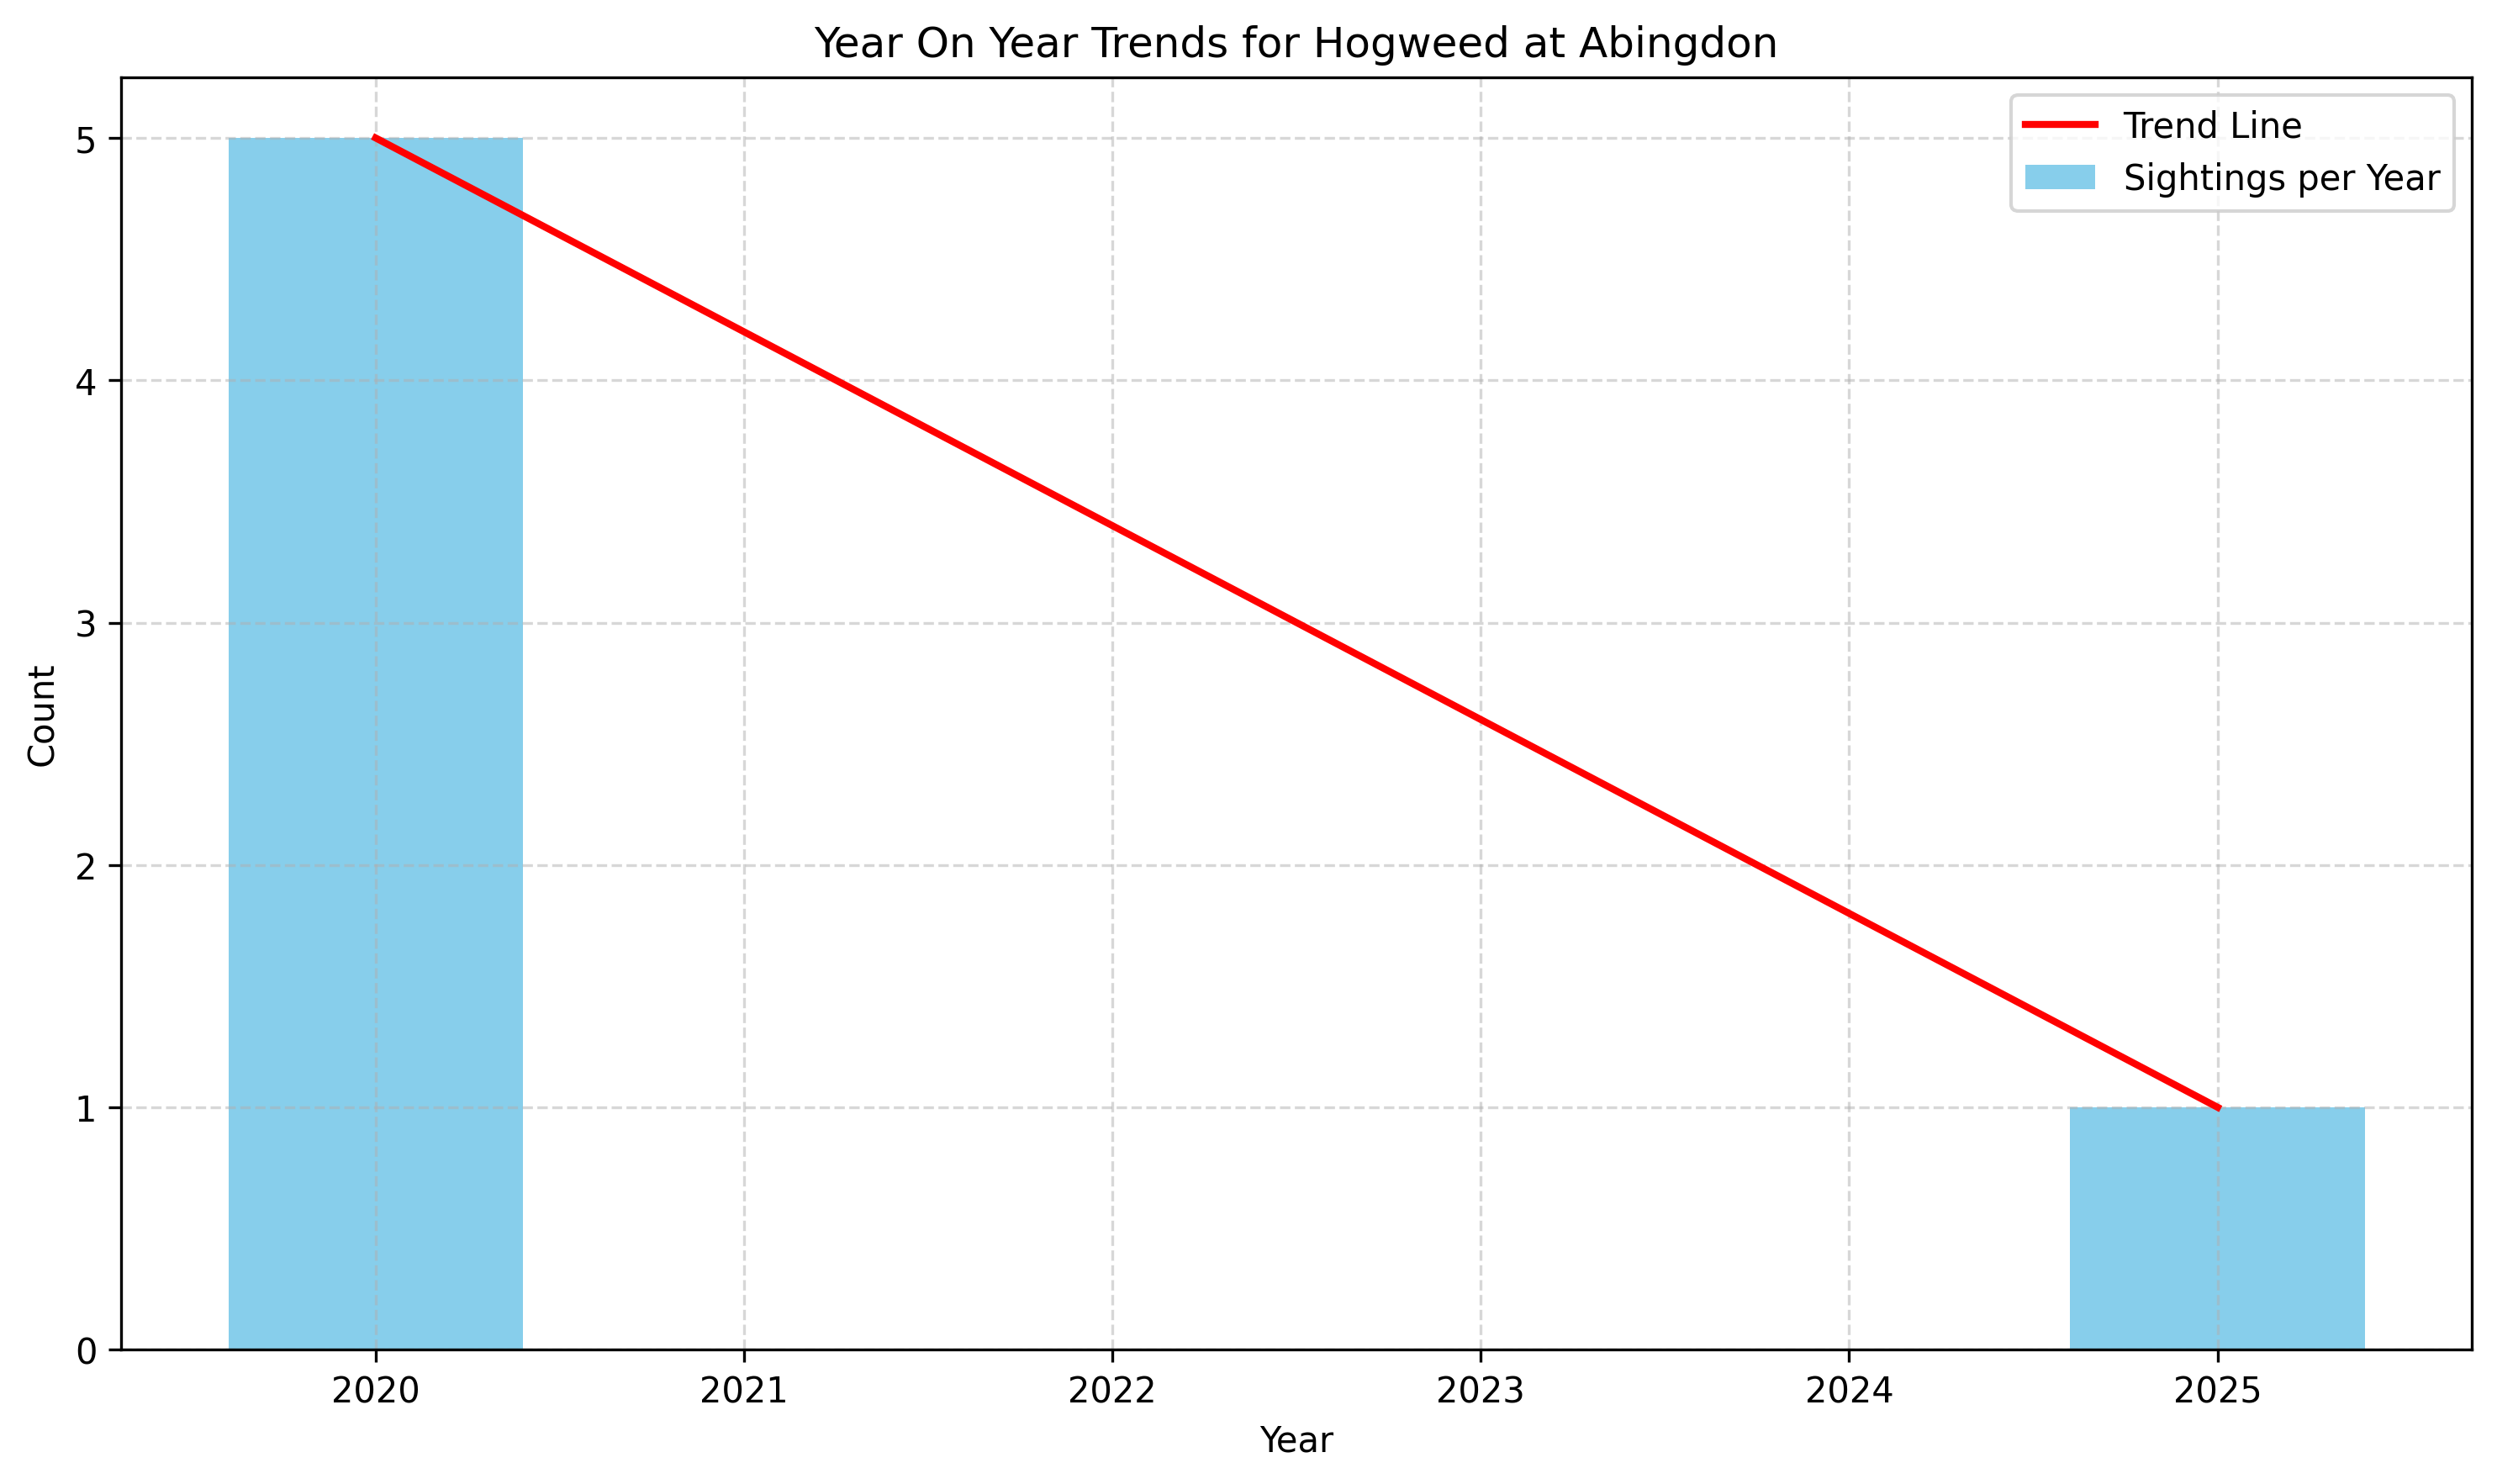 Year On Year Trends for Hogweed at Abingdon
Trend Line
Sightings per Year
5
4
3
2
1
0
Count
2020 2021 2022 2023 2024 2025
Year